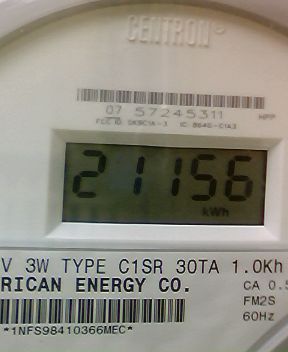 CENTRON
07 57245311
HPP
21156
kWh
V 3W TYPE C1SR 30TA 1.0Kh
RICAN ENERGY CO.
CA 0.5
FM2S
60Hz
*1NFS98410366MEC*